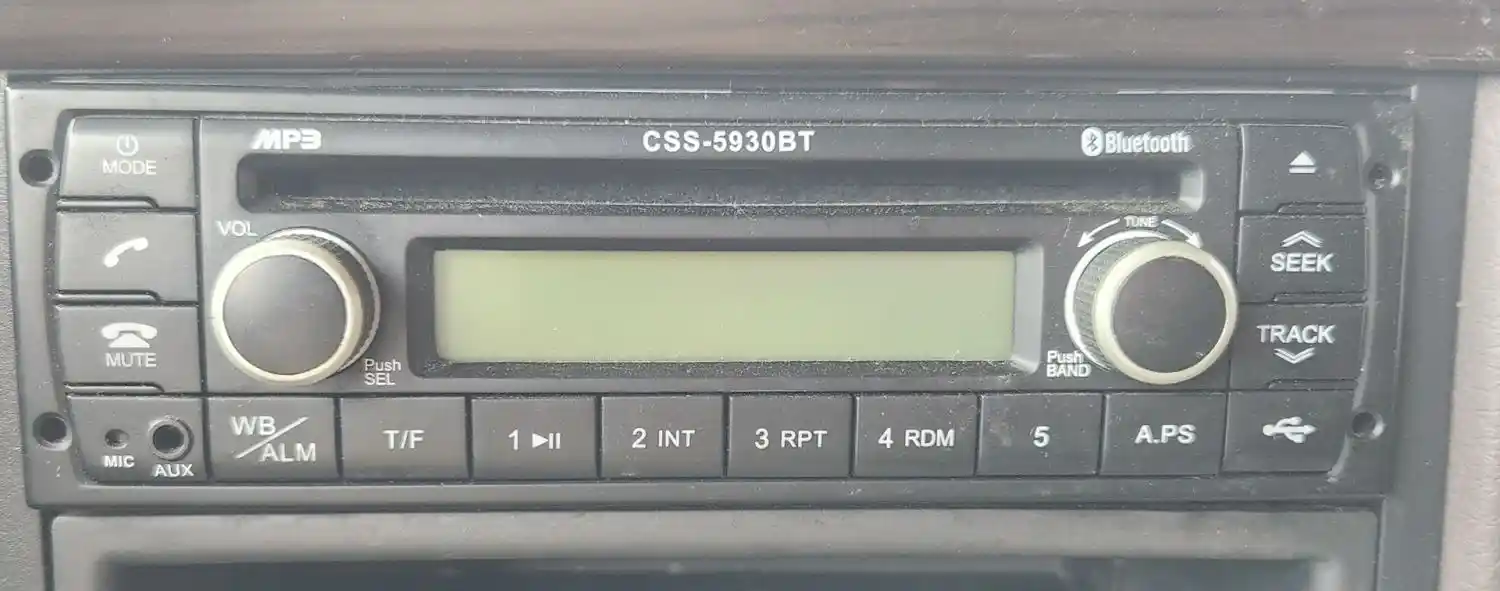 MP3
CSS-5930BT
Bluetooth
MODE
VOL
TUNE
SEEK
TRACK
MUTE
Push
SEL
Push
BAND
MIC
AUX
WB/ALM
T/F
1
2 INT
3 RPT
4 RDM
5
A.PS